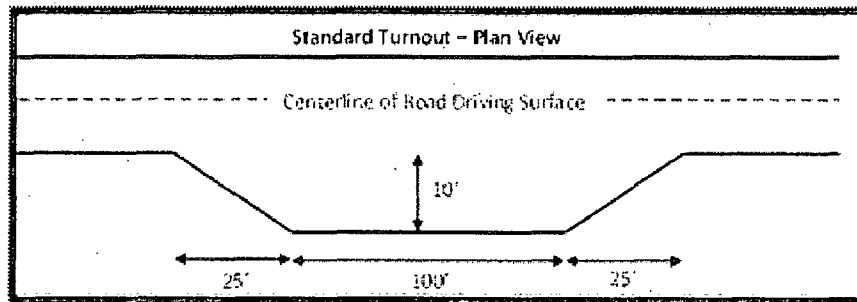 Standard Turnout – Plan View
Centerline of Road Driving Surface
10'
25'
100'
25'